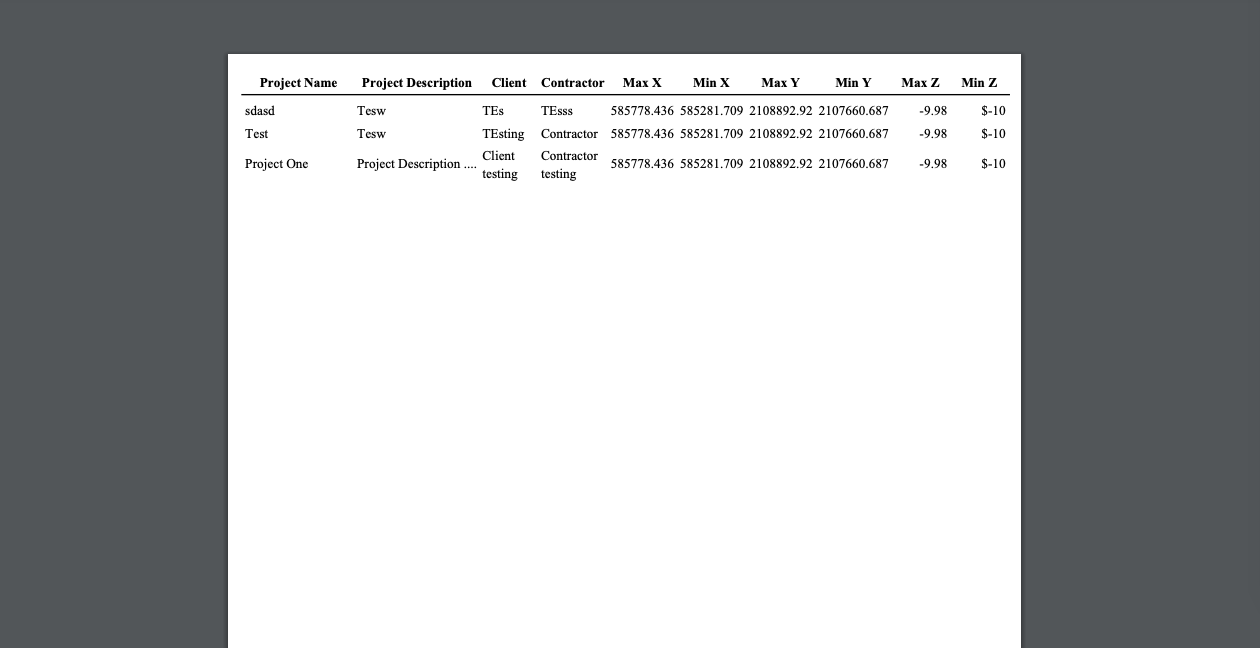 Project Name Project Description Client Contractor Max X Min X Max Y Min Y Max Z Min Z
sdasd Tesw TEs TEsss 585778.436 585281.709 2108892.92 2107660.687 -9.98 $-10
Test Tesw TEsting Contractor 585778.436 585281.709 2108892.92 2107660.687 -9.98 $-10
Project One Project Description .... Client testing Contractor testing 585778.436 585281.709 2108892.92 2107660.687 -9.98 $-10